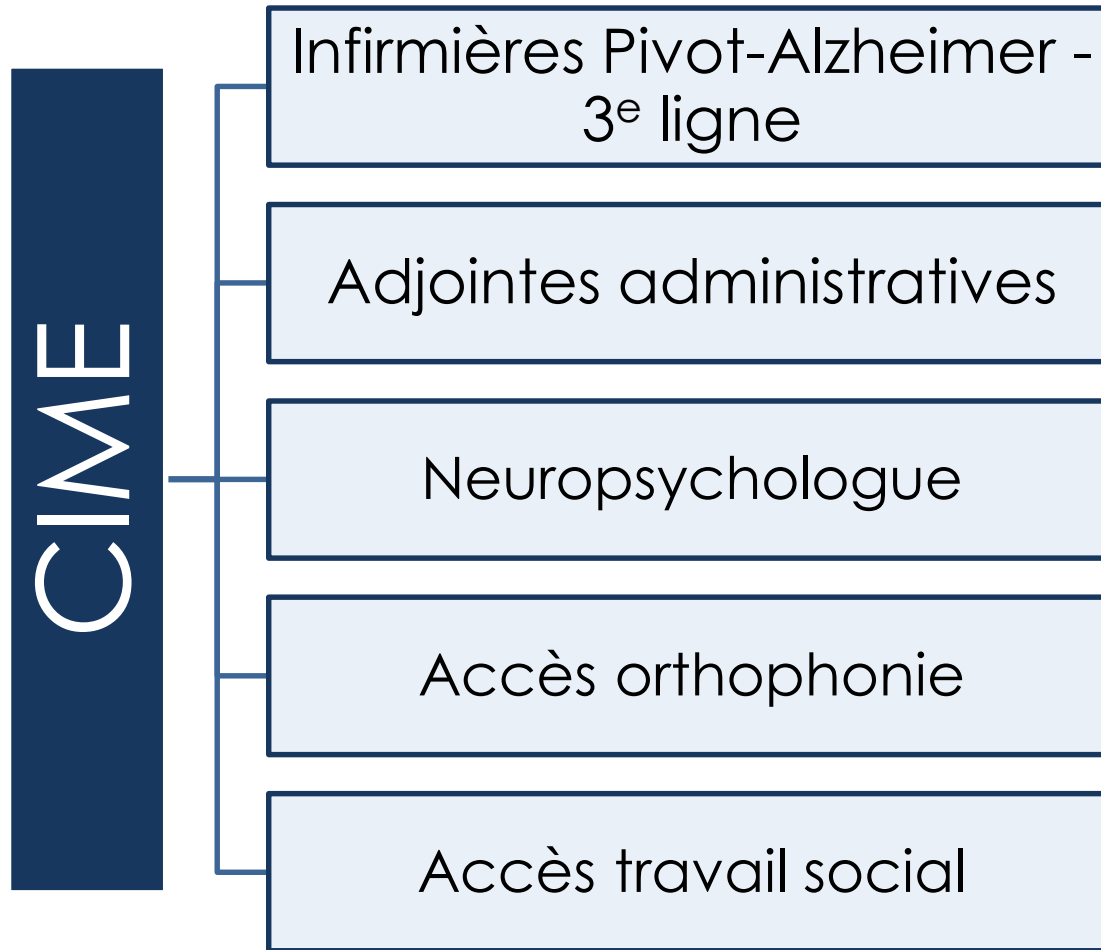 CIME
Infirmières Pivot-Alzheimer -
3e ligne
Adjointes administratives
Neuropsychologue
Accès orthophonie
Accès travail social